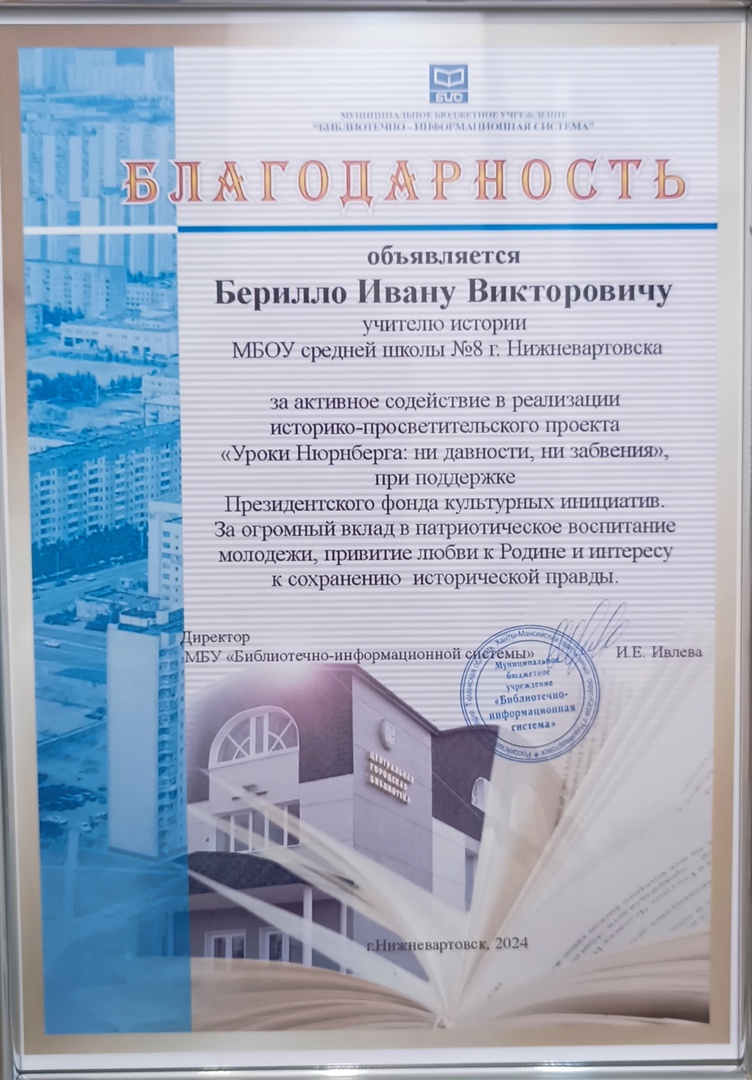 БИС
МУНИЦИПАЛЬНОЕ БЮДЖЕТНОЕ УЧРЕЖДЕНИЕ
"БИБЛИОТЕЧНО - ИНФОРМАЦИОННАЯ СИСТЕМА"
БЛАГОДАРНОСТЬ
объявляется
Берилло Ивану Викторовичу
учителю истории
МБОУ средней школы №8 г. Нижневартовска
за активное содействие в реализации
историко-просветительского проекта
«Уроки Нюрнберга: ни давности, ни забвения»,
при поддержке
Президентского фонда культурных инициатив.
За огромный вклад в патриотическое воспитание
молодежи, привитие любви к Родине и интересу
к сохранению исторической правды.
Директор
МБУ «Библиотечно-информационной системы»
И.Е. Ивлева
Муниципальное
бюджетное
учреждение
«Библиотечно-
информационная
система»
ЦЕНТРАЛЬНАЯ
ГОРОДСКАЯ
БИБЛИОТЕКА
г.Нижневартовск, 2024